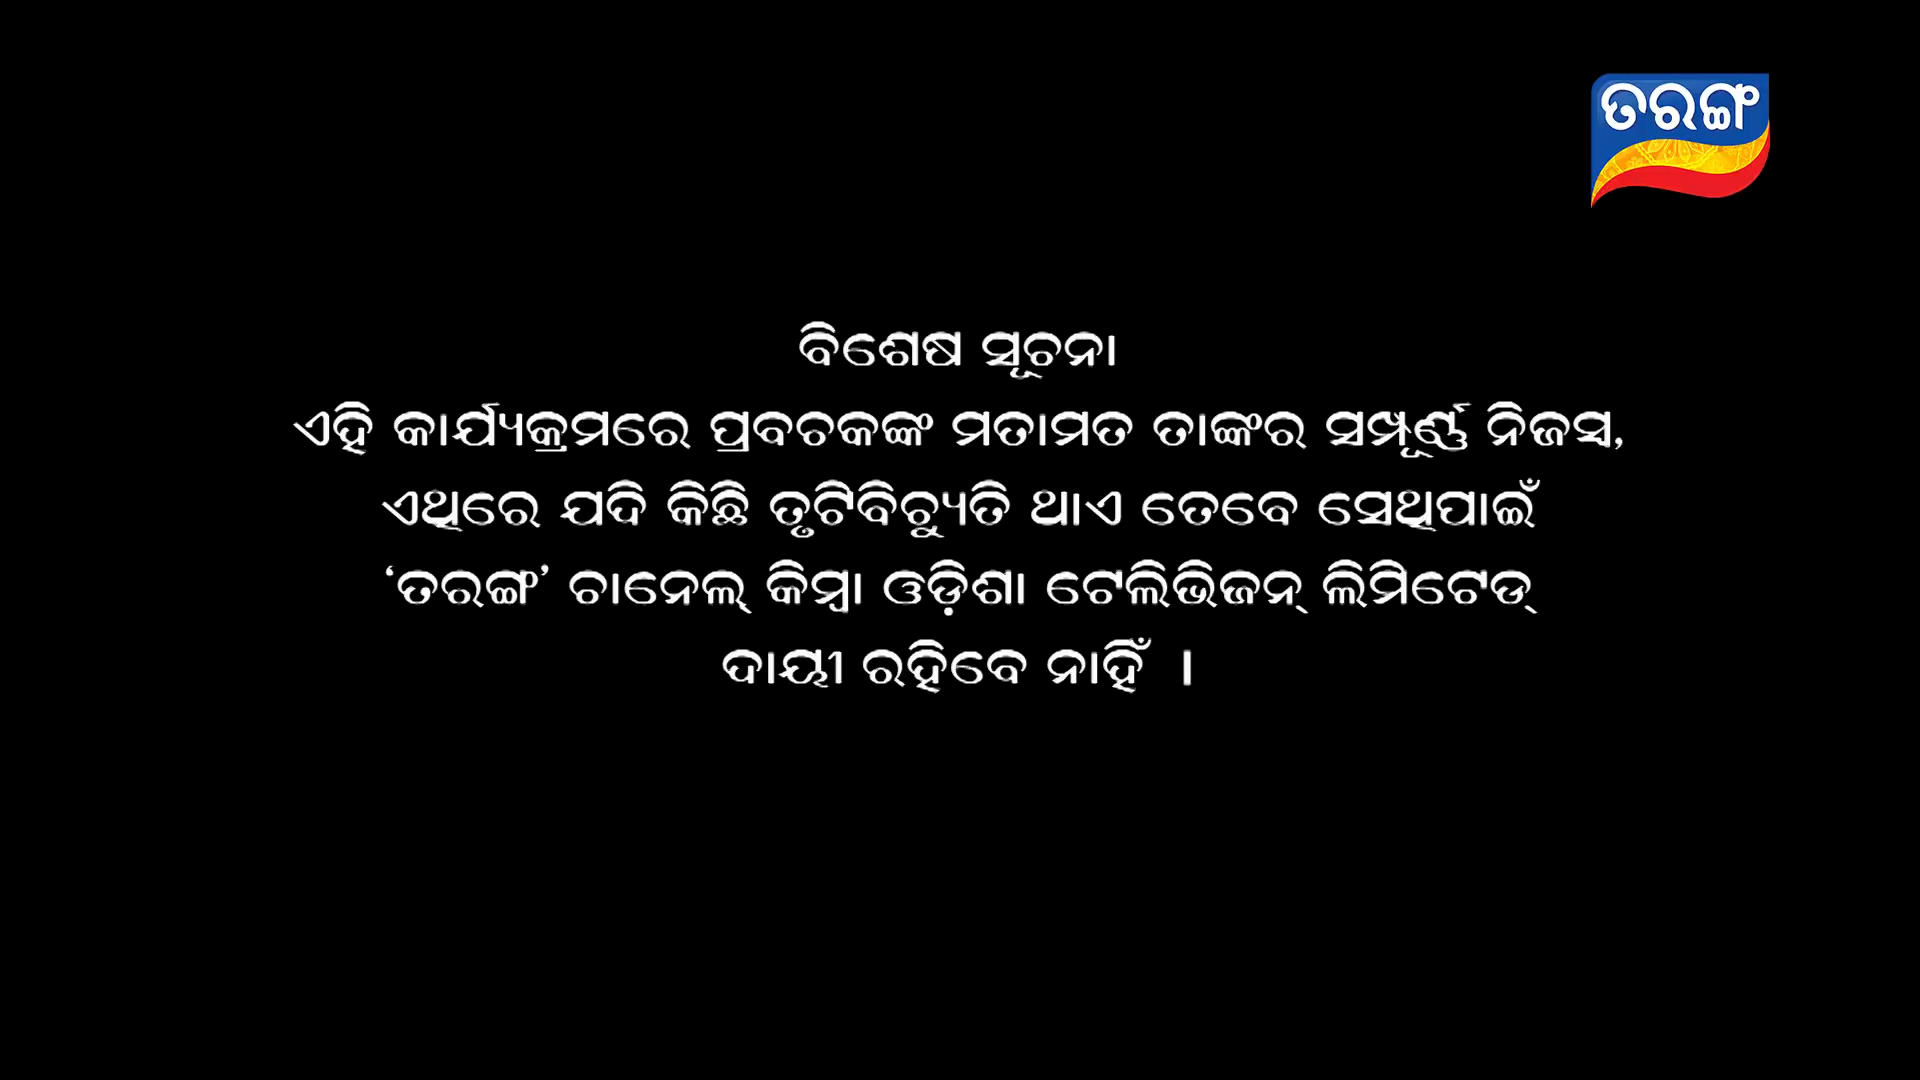 ତରଙ୍ଗ
ବିଶେଷ ସୂଚନା
ଏହି କାର୍ଯ୍ୟକ୍ରମରେ ପ୍ରବଚକଙ୍କ ମତାମତ ତାଙ୍କର ସମ୍ପୂର୍ଣ୍ଣ ନିଜସ୍ୱ,
ଏଥିରେ ଯଦି କିଛି ତୃଟିବିଚ୍ୟୁତି ଥାଏ ତେବେ ସେଥିପାଇଁ
‘ତରଙ୍ଗ’ ଚାନେଲ୍ କିମ୍ବା ଓଡ଼ିଶା ଟେଲିଭିଜନ୍ ଲିମିଟେଡ୍
ଦାୟୀ ରହିବେ ନାହିଁ ।